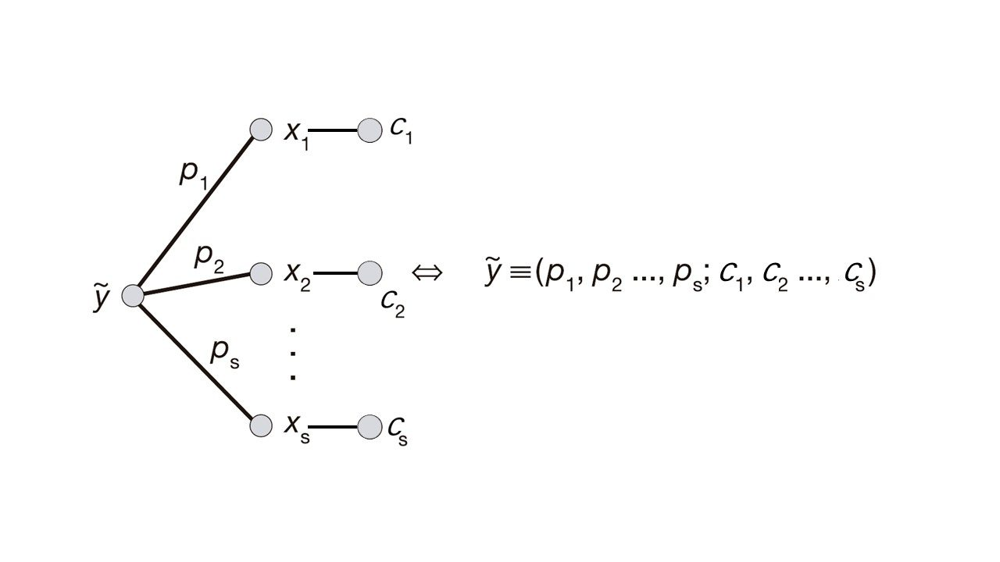 x₁ c₁
p₁
p₂
x₂ ⇔ ỹ ≡(p₁, p₂ ..., pₛ; c₁, c₂ ..., cₛ)
ỹ
c₂
pₛ
xₛ cₛ